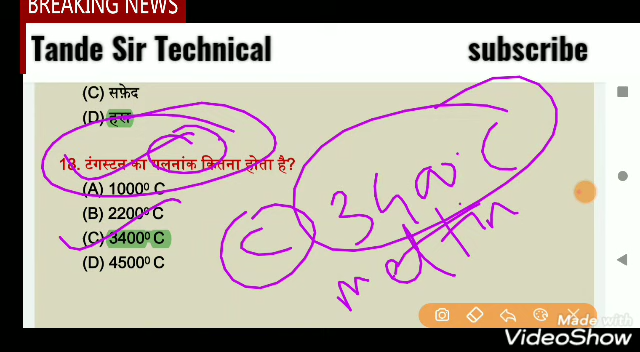 BREAKING NEWS
Tande Sir Technical subscribe
(C) सफ़ेद
(D) हरा
18. टंगस्टन का गलनांक कितना होता है?
(A) 1000⁰ C
(B) 2200⁰ C
(C) 3400⁰ C
(D) 4500⁰ C
C 3400° C
Made with
VideoShow